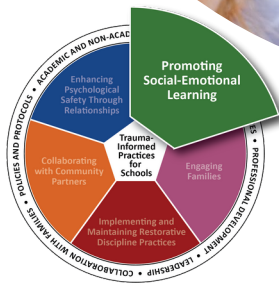 Promoting
Social-Emotional
Learning
Enhancing
Psychological
Safety Through
Relationships
Trauma-
Informed
Practices
for
Schools
Collaborating
with Community
Partners
Engaging
Families
Implementing and
Maintaining Restorative
Discipline Practices
POLICIES AND PROTOCOLS • ACADEMIC AND NON-ACAD
• PROFESSIONAL DEVELOPMENT • LEADERSHIP • COLLABORATION WITH FAMILIES •